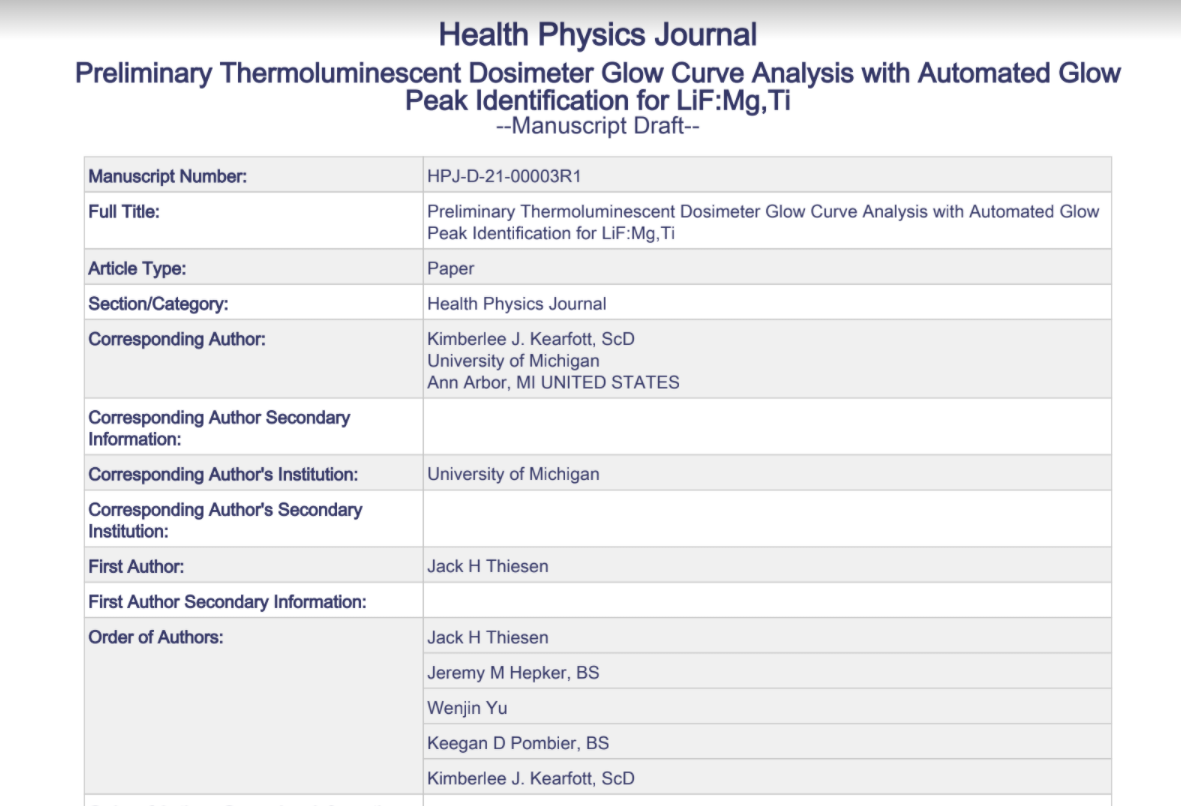 Health Physics Journal
Preliminary Thermoluminescent Dosimeter Glow Curve Analysis with Automated Glow
Peak Identification for LiF:Mg,Ti
--Manuscript Draft--
Manuscript Number: HPJ-D-21-00003R1
Full Title: Preliminary Thermoluminescent Dosimeter Glow Curve Analysis with Automated Glow
Peak Identification for LiF:Mg,Ti
Article Type: Paper
Section/Category: Health Physics Journal
Corresponding Author: Kimberlee J. Kearfott, ScD
University of Michigan
Ann Arbor, MI UNITED STATES
Corresponding Author Secondary
Information:
Corresponding Author's Institution: University of Michigan
Corresponding Author's Secondary
Institution:
First Author: Jack H Thiesen
First Author Secondary Information:
Order of Authors: Jack H Thiesen
Jeremy M Hepker, BS
Wenjin Yu
Keegan D Pombier, BS
Kimberlee J. Kearfott, ScD